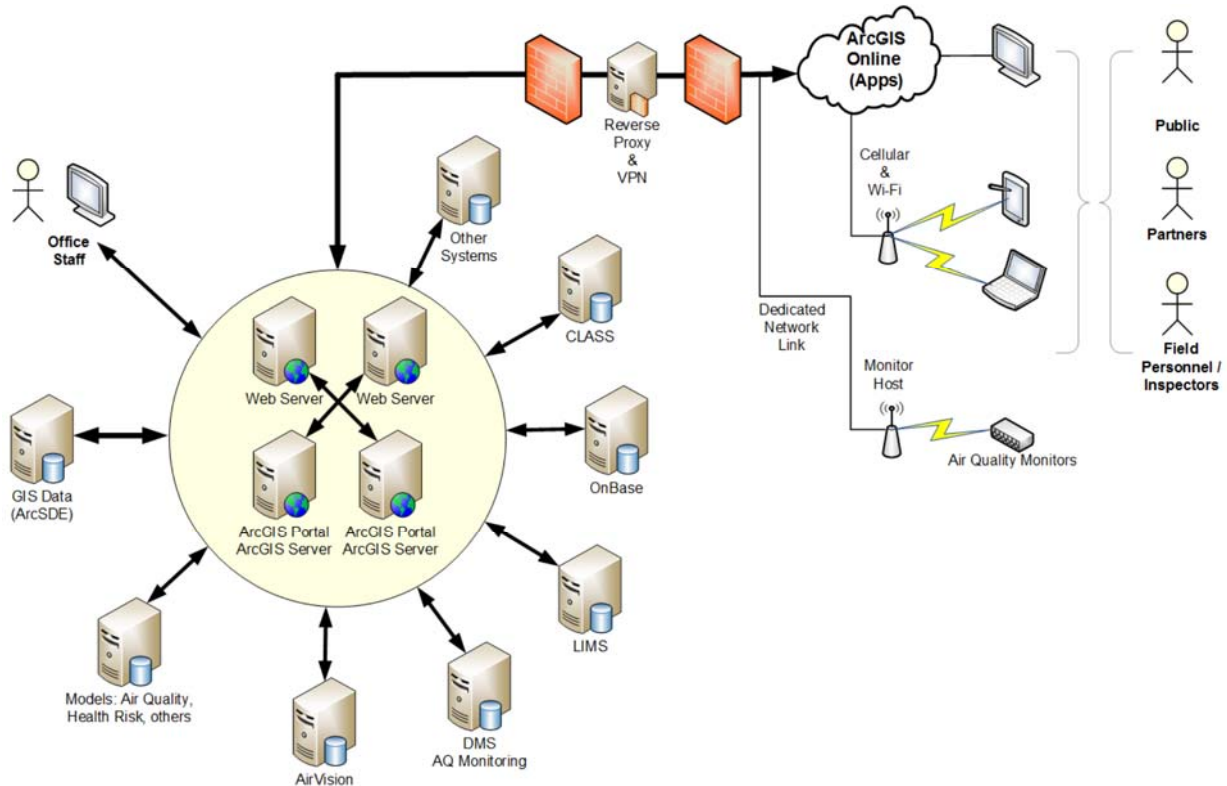 ArcGIS
Online
(Apps)
Reverse
Proxy
&
VPN
Public
Cellular
&
Wi-Fi
Partners
Office
Staff
Other
Systems
CLASS
Dedicated
Network
Link
Field
Personnel /
Inspectors
Monitor
Host
Air Quality Monitors
Web Server
Web Server
GIS Data
(ArcSDE)
OnBase
ArcGIS Portal
ArcGIS Server
ArcGIS Portal
ArcGIS Server
LIMS
Models: Air Quality,
Health Risk, others
DMS
AQ Monitoring
AirVision